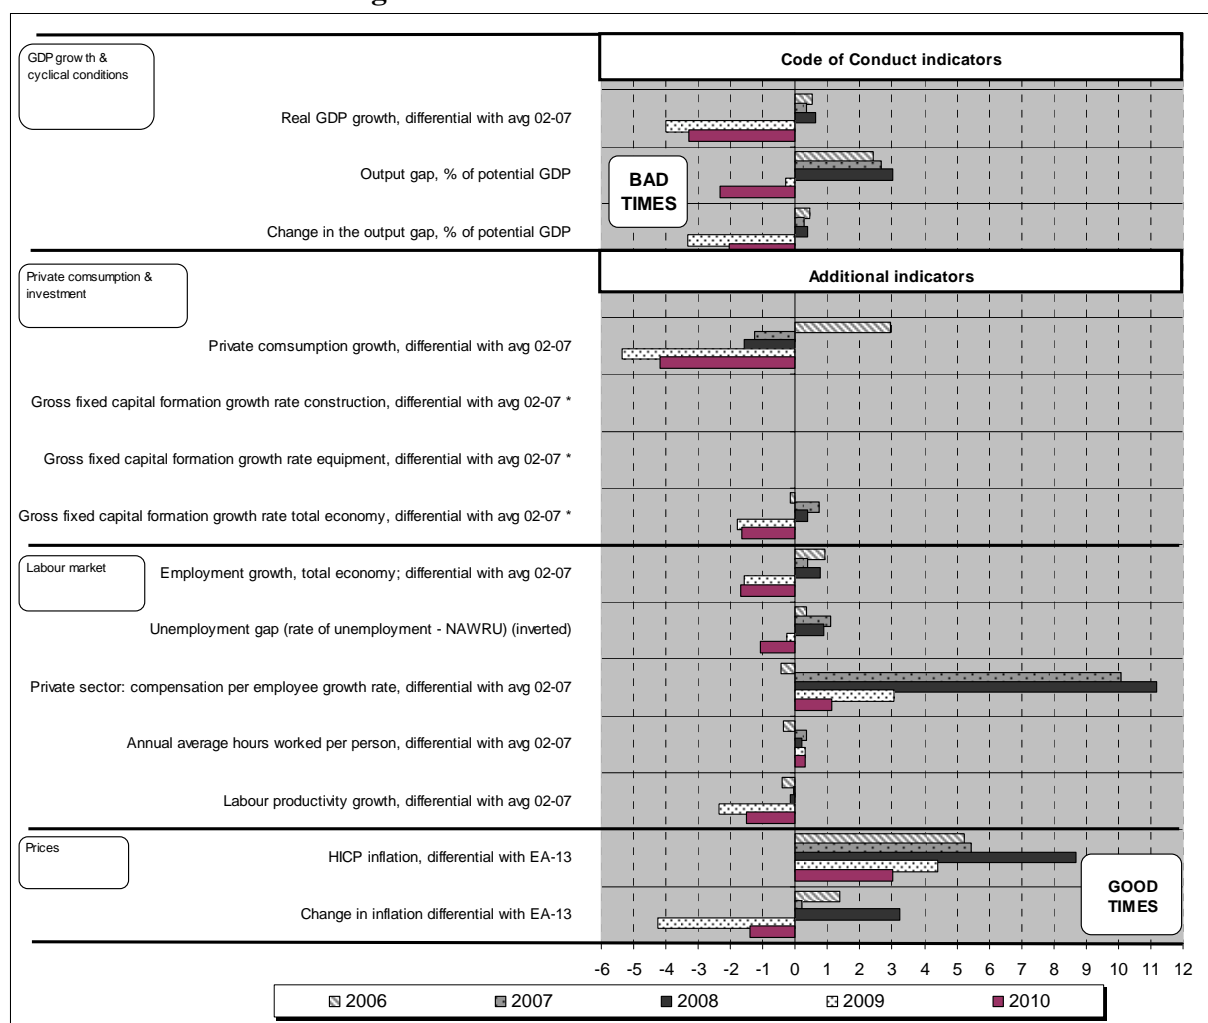 GDP growth &
cyclical conditions
Code of Conduct indicators
Real GDP growth, differential with avg 02-07
Output gap, % of potential GDP
BAD
TIMES
Change in the output gap, % of potential GDP
Private comsumption &
investment
Additional indicators
Private comsumption growth, differential with avg 02-07
Gross fixed capital formation growth rate construction, differential with avg 02-07 *
Gross fixed capital formation growth rate equipment, differential with avg 02-07 *
Gross fixed capital formation growth rate total economy, differential with avg 02-07 *
Labour market
Employment growth, total economy; differential with avg 02-07
Unemployment gap (rate of unemployment - NAWRU) (inverted)
Private sector: compensation per employee growth rate, differential with avg 02-07
Annual average hours worked per person, differential with avg 02-07
Labour productivity growth, differential with avg 02-07
Prices
HICP inflation, differential with EA-13
GOOD
TIMES
Change in inflation differential with EA-13
-6 -5 -4 -3 -2 -1 0 1 2 3 4 5 6 7 8 9 10 11 12
2006 2007 2008 2009 2010